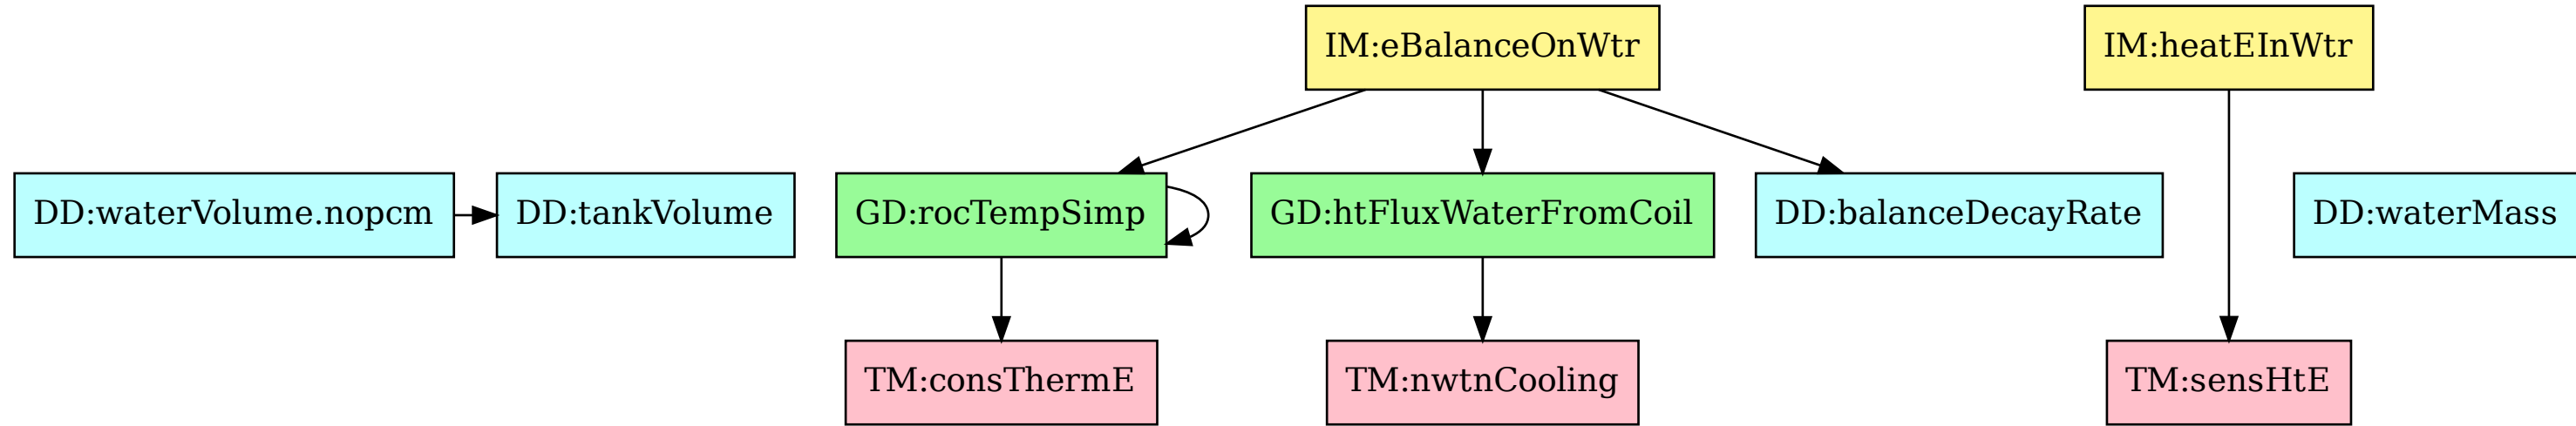 IM:eBalanceOnWtr
IM:heatEInWtr
DD:waterVolume.nopcm
DD:tankVolume
GD:rocTempSimp
GD:htFluxWaterFromCoil
DD:balanceDecayRate
DD:waterMass
TM:consThermE
TM:nwtnCooling
TM:sensHtE